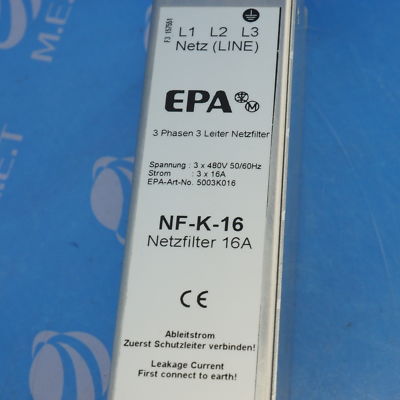 F3 157551
L1 L2 L3
Netz (LINE)
EPA
M
3 Phasen 3 Leiter Netzfilter
Spannung : 3 x 480V 50/60Hz
Strom : 3 x 16A
EPA-Art-No. 5003K016
NF-K-16
Netzfilter 16A
CE
Ableitstrom
Zuerst Schutzleiter verbinden!
Leakage Current
First connect to earth!
M.E.T
M.E.T